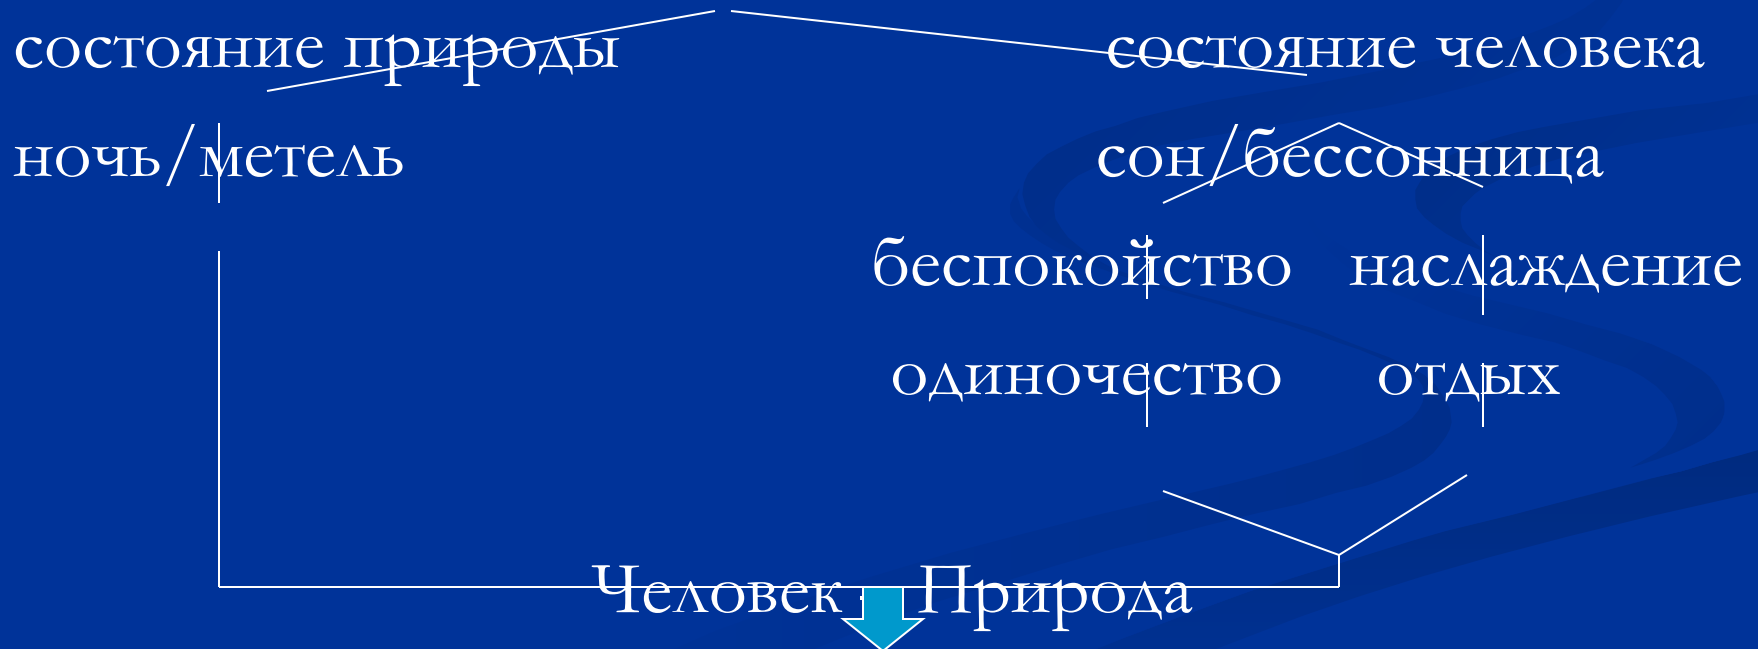 состояние природы состояние человека
ночь/метель сон/бессонница
беспокойство наслаждение
одиночество отдых
Человек - Природа